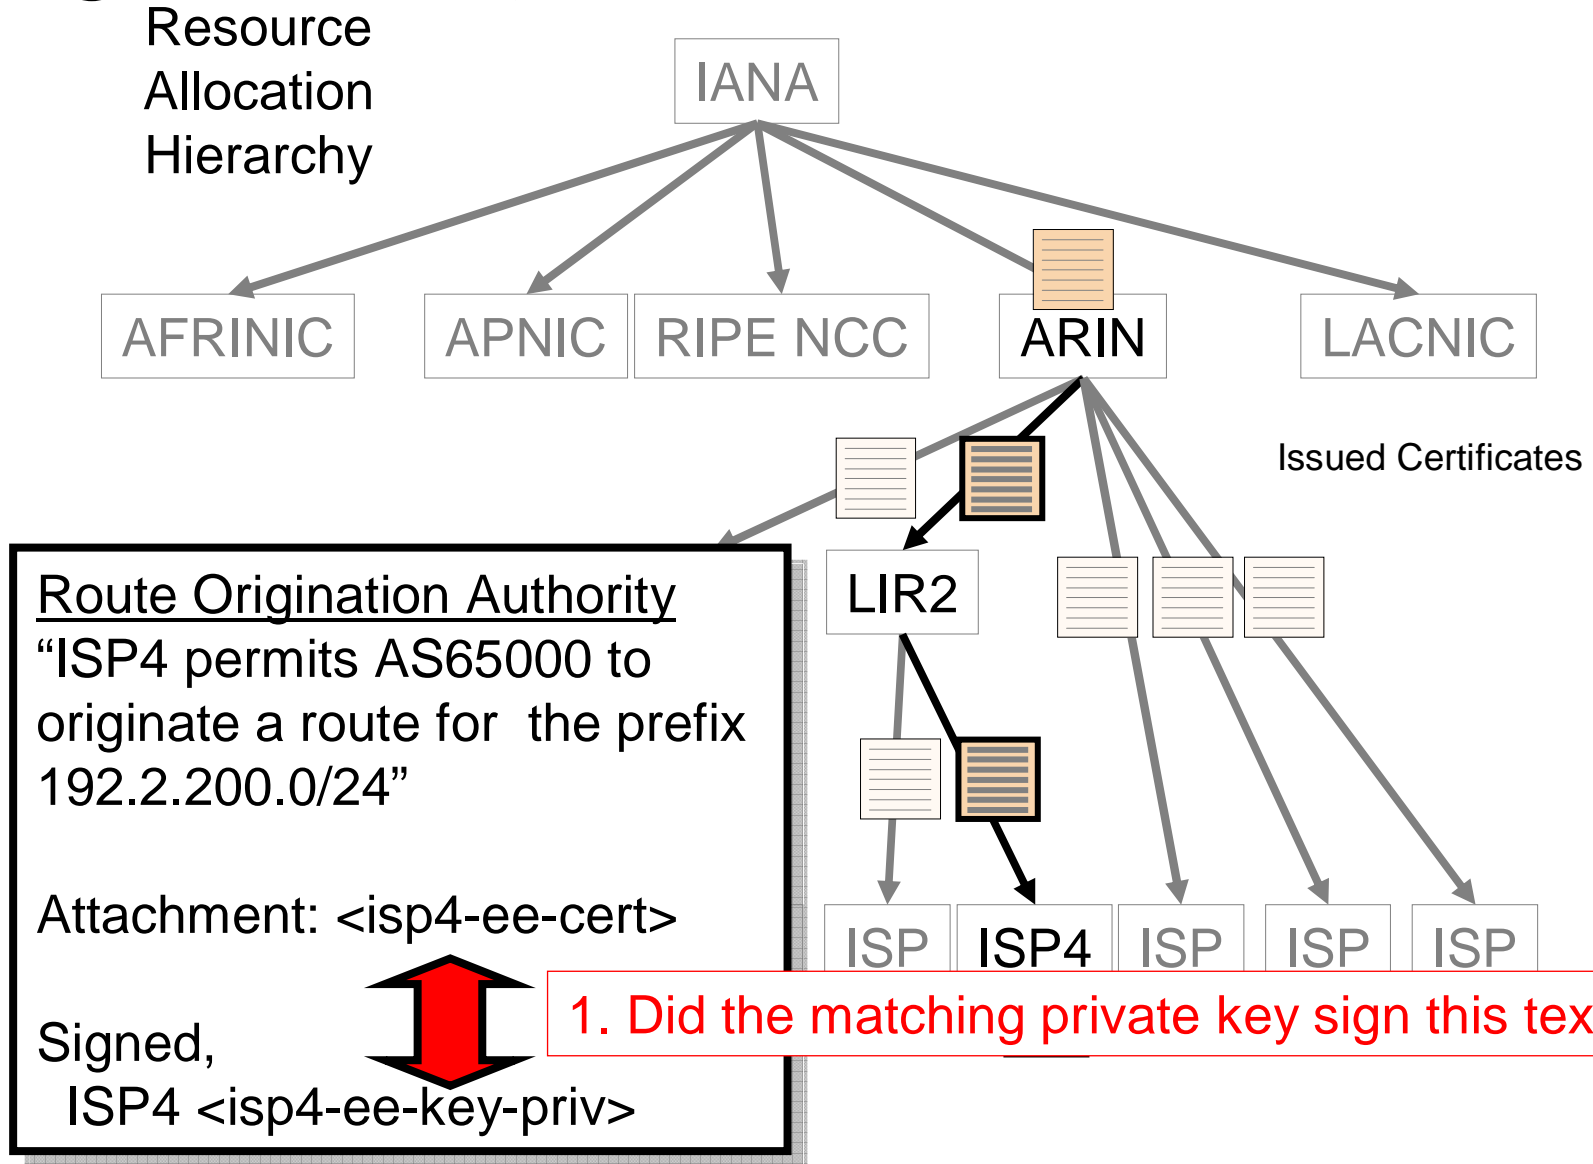 Resource
Allocation
Hierarchy
IANA
AFRINIC
APNIC
RIPE NCC
ARIN
LACNIC
Issued Certificates
LIR2
Route Origination Authority
“ISP4 permits AS65000 to
originate a route for the prefix
192.2.200.0/24”
Attachment: <isp4-ee-cert>
Signed,
ISP4 <isp4-ee-key-priv>
ISP
ISP4
ISP
ISP
ISP
1. Did the matching private key sign this